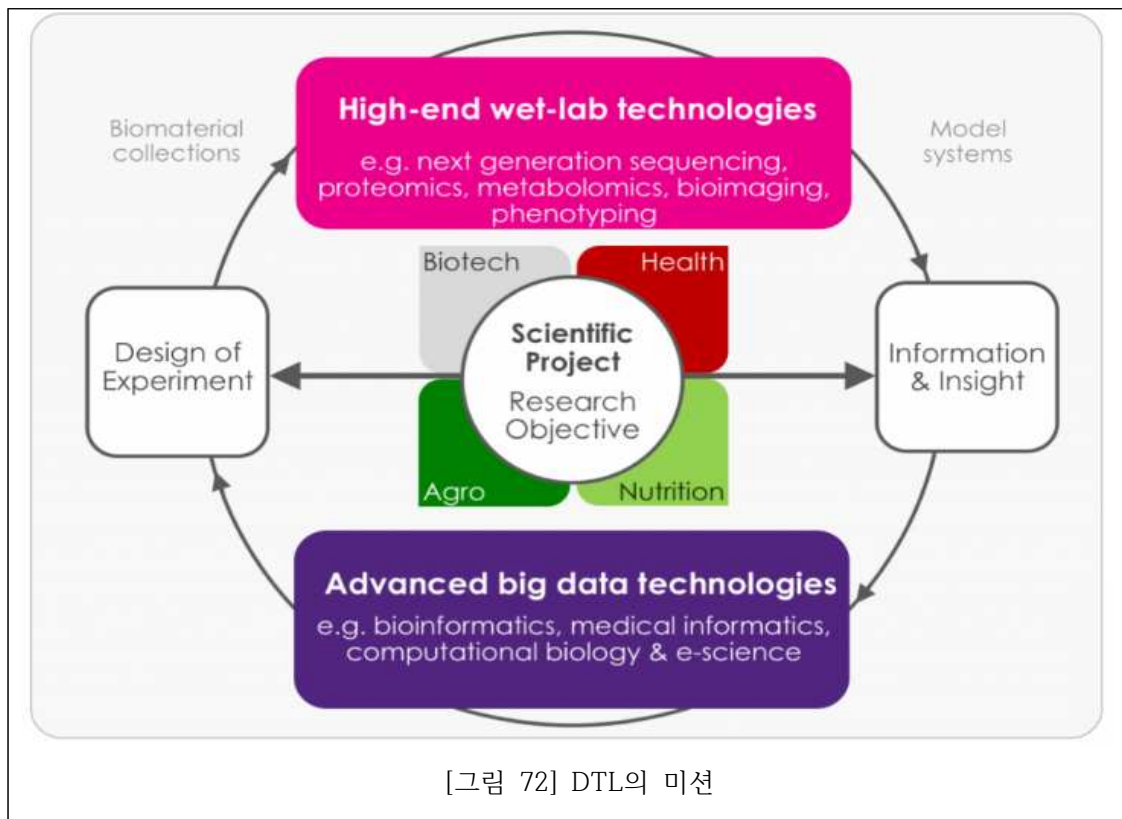 High-end wet-lab technologies
e.g. next generation sequencing,
proteomics, metabolomics, bioimaging,
phenotyping
Biomaterial
collections
Model
systems
Biotech
Health
Design of
Experiment
Scientific
Project
Research
Objective
Information
& Insight
Agro
Nutrition
Advanced big data technologies
e.g. bioinformatics, medical informatics,
computational biology & e-science
[그림 72] DTL의 미션